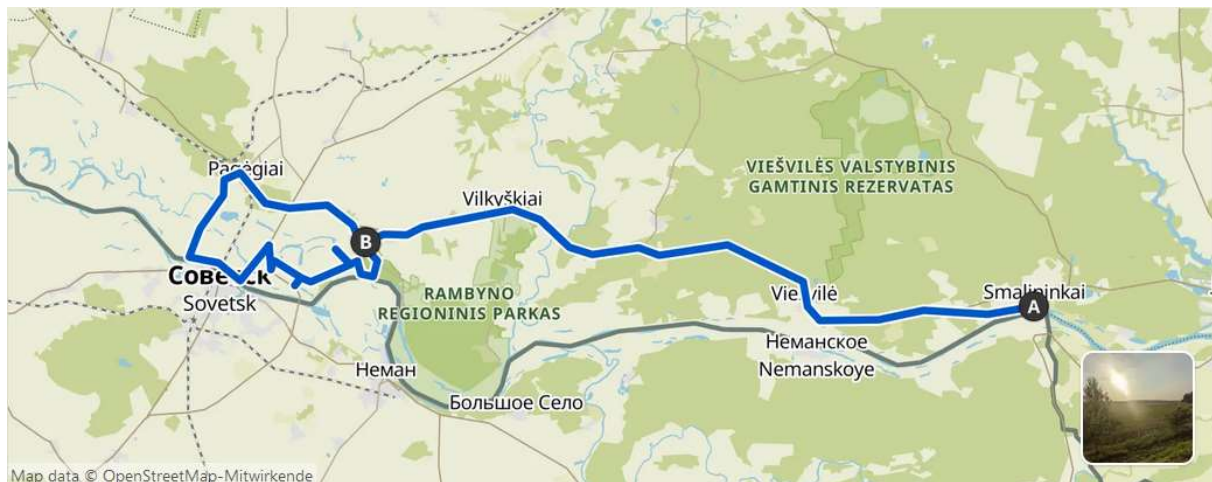 Pagėgiai
Vilkyškiai
VIEŠVILĖS VALSTYBINIS
GAMTINIS REZERVATAS
B
Советск
Sovetsk
RAMBYNO
REGIONINIS PARKAS
Viešvilė
Smalininkai
A
Неманское
Nemanskoye
Неман
Большое Село
Map data © OpenStreetMap-Mitwirkende